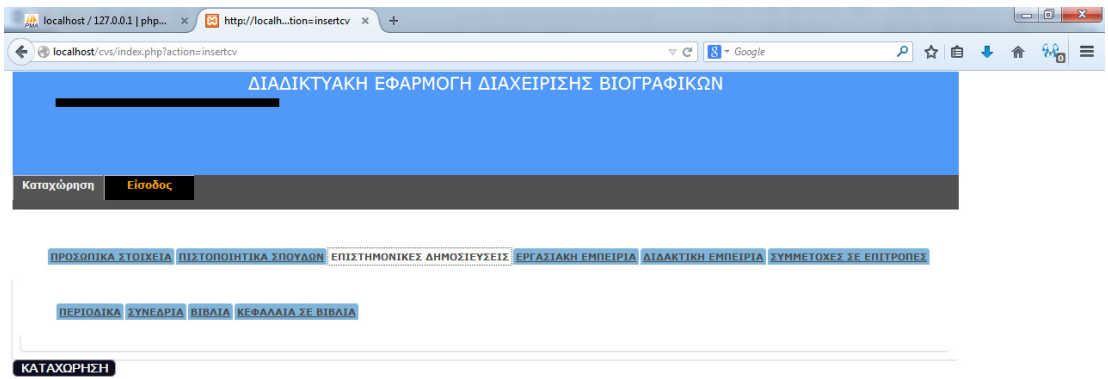 localhost / 127.0.0.1 | php... × http://localh...tion=insertcv × +
localhost/cvs/index.php?action=insertcv Google
ΔΙΑΔΙΚΤΥΑΚΗ ΕΦΑΡΜΟΓΗ ΔΙΑΧΕΙΡΙΣΗΣ ΒΙΟΓΡΑΦΙΚΩΝ
Καταχώρηση Είσοδος
ΠΡΟΣΩΠΙΚΑ ΣΤΟΙΧΕΙΑ ΠΙΣΤΟΠΟΙΗΤΙΚΑ ΣΠΟΥΔΩΝ ΕΠΙΣΤΗΜΟΝΙΚΕΣ ΔΗΜΟΣΙΕΥΣΕΙΣ ΕΡΓΑΣΙΑΚΗ ΕΜΠΕΙΡΙΑ ΔΙΔΑΚΤΙΚΗ ΕΜΠΕΙΡΙΑ ΣΥΜΜΕΤΟΧΕΣ ΣΕ ΕΠΙΤΡΟΠΕΣ
ΠΕΡΙΟΔΙΚΑ ΣΥΝΕΔΡΙΑ ΒΙΒΛΙΑ ΚΕΦΑΛΑΙΑ ΣΕ ΒΙΒΛΙΑ
ΚΑΤΑΧΩΡΗΣΗ